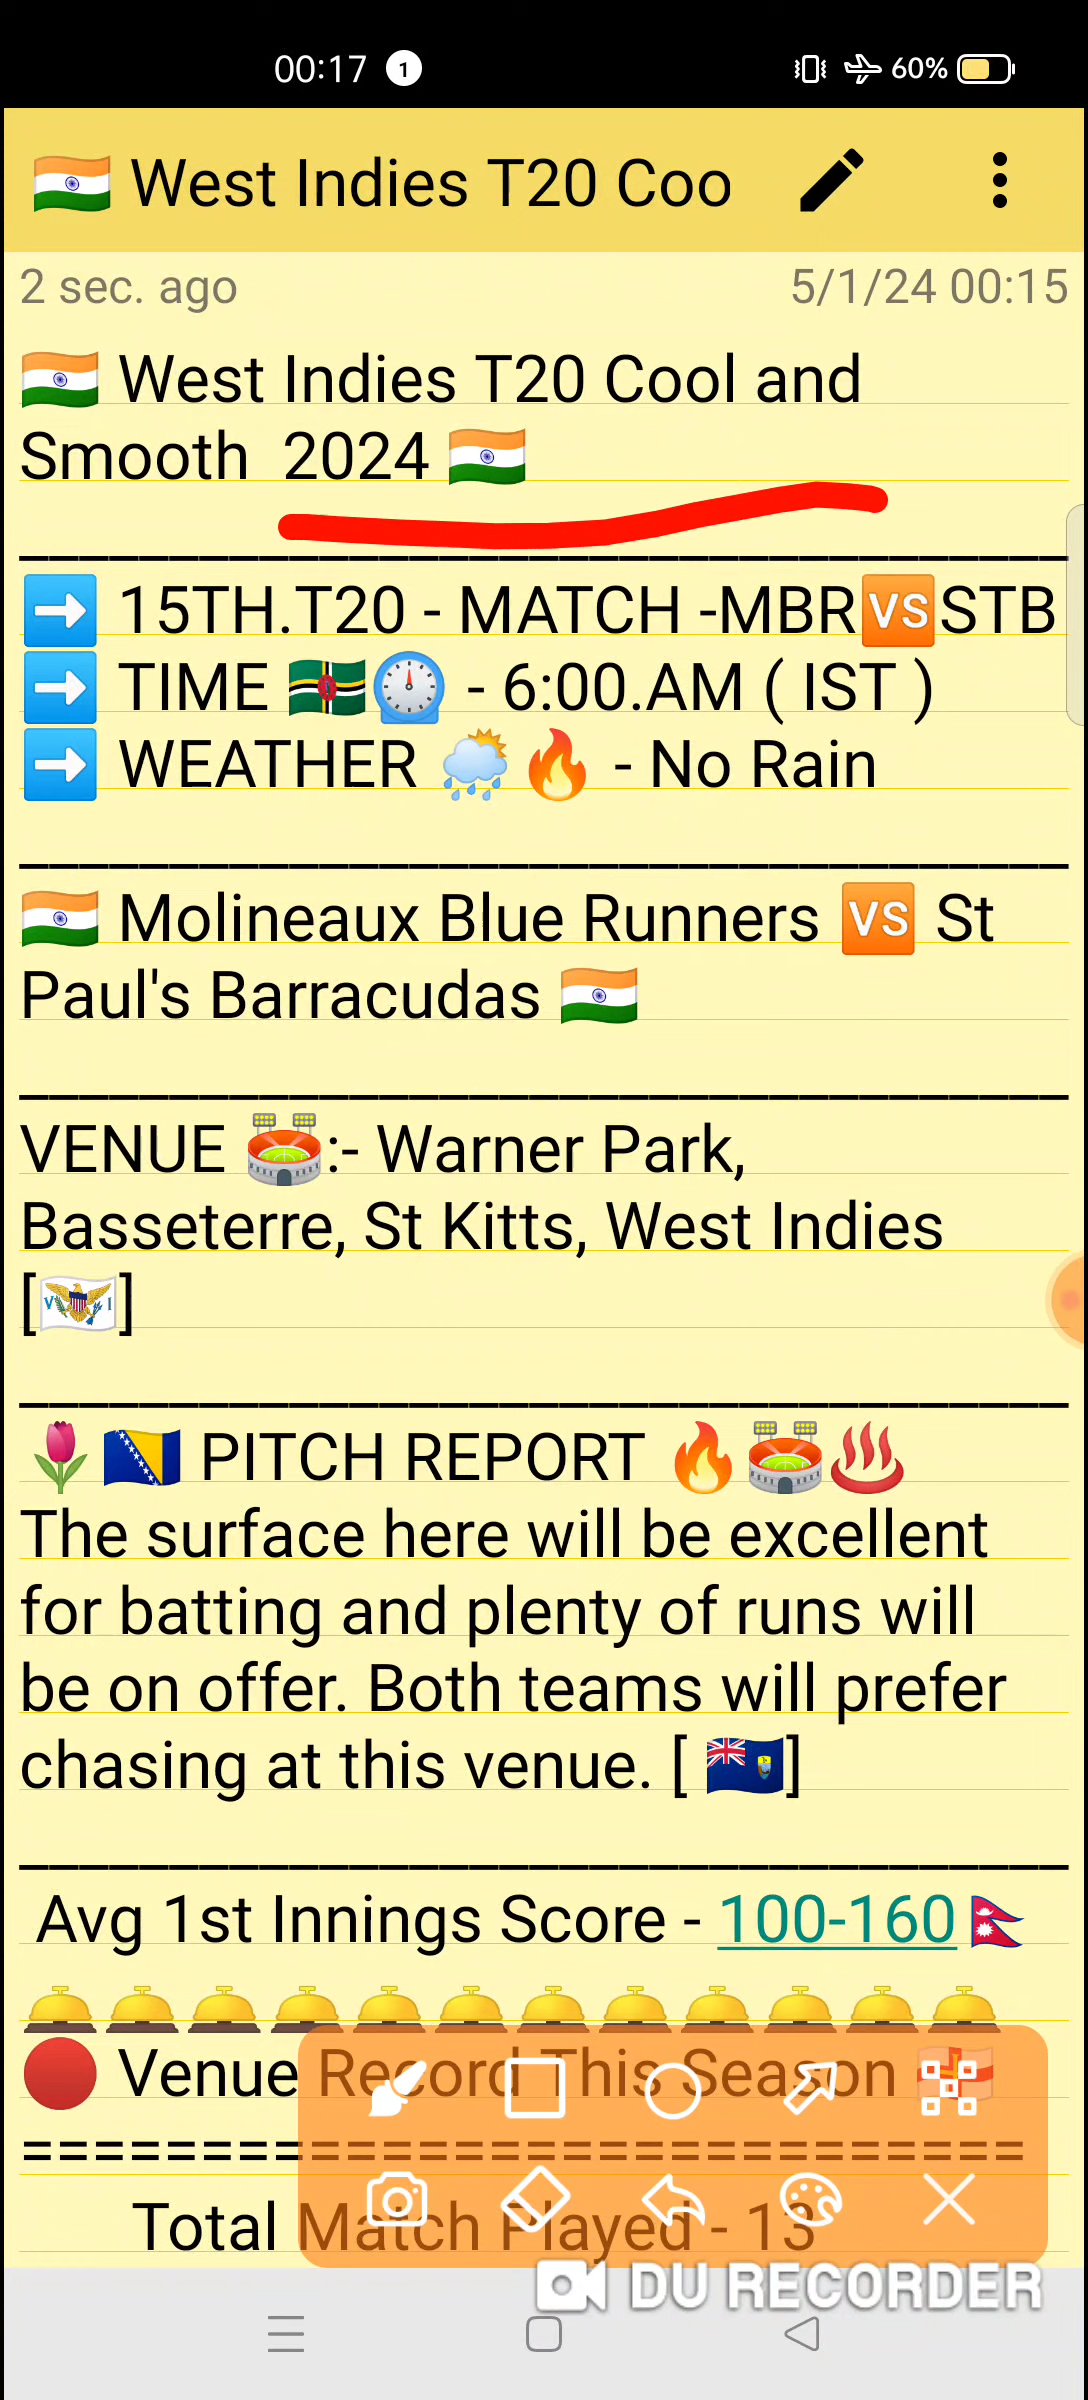 00:17 1 60%
🇮🇳 West Indies T20 Coo
2 sec. ago 5/1/24 00:15
🇮🇳 West Indies T20 Cool and
Smooth 2024 🇮🇳
➡️ 15TH.T20 - MATCH -MBR🆚STB
➡️ TIME 🇩🇲⏲️ - 6:00.AM ( IST )
➡️ WEATHER 🌦️🔥 - No Rain
🇮🇳 Molineaux Blue Runners 🆚 St
Paul's Barracudas 🇮🇳
VENUE 🏟️:- Warner Park,
Basseterre, St Kitts, West Indies
[🇻🇮]
🌷🇧🇦 PITCH REPORT 🔥🏟️♨️
The surface here will be excellent
for batting and plenty of runs will
be on offer. Both teams will prefer
chasing at this venue. [ 🇸🇭]
Avg 1st Innings Score - 100-160🇳🇵
🛎️🛎️🛎️🛎️🛎️🛎️🛎️🛎️🛎️🛎️🛎️🛎️
🔴 Venue Record This Season 🇬🇬
===========================
Total Match Played - 13
DU RECORDER